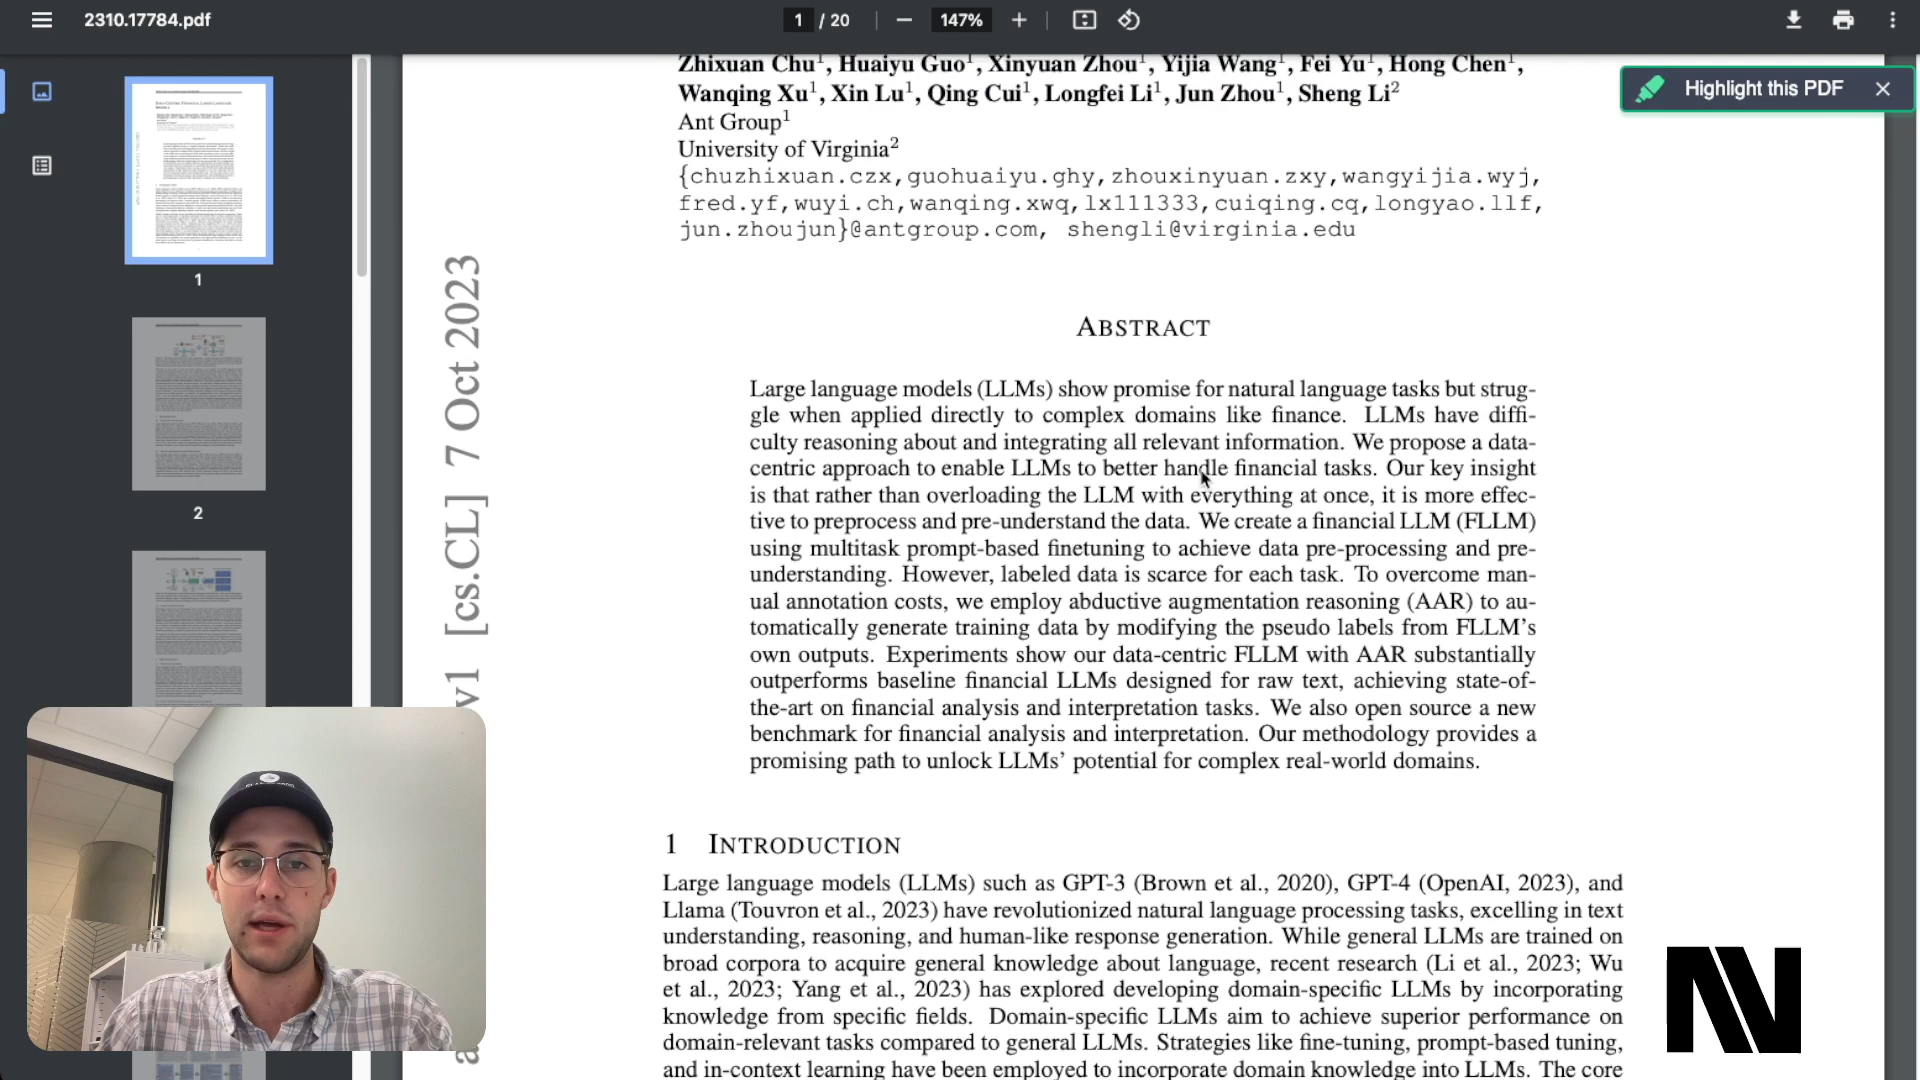 2310.17784.pdf
1 / 20
147%
Highlight this PDF
1
2
Zhixuan Chu1, Huaiyu Guo1, Xinyuan Zhou1, Yijia Wang1, Fei Yu1, Hong Chen1,
Wanqing Xu1, Xin Lu1, Qing Cui1, Longfei Li1, Jun Zhou1, Sheng Li2
Ant Group1
University of Virginia2
{chuzhixuan.czx,guohuaiyu.ghy,zhouxinyuan.zxy,wangyijia.wyj,
fred.yf,wuyi.ch,wanqing.xwq,lx111333,cuiqing.cq,longyao.llf,
jun.zhoujun}@antgroup.com, shengli@virginia.edu
v1 [cs.CL] 7 Oct 2023
ABSTRACT
Large language models (LLMs) show promise for natural language tasks but strug-
gle when applied directly to complex domains like finance. LLMs have diffi-
culty reasoning about and integrating all relevant information. We propose a data-
centric approach to enable LLMs to better handle financial tasks. Our key insight
is that rather than overloading the LLM with everything at once, it is more effec-
tive to preprocess and pre-understand the data. We create a financial LLM (FLLM)
using multitask prompt-based finetuning to achieve data pre-processing and pre-
understanding. However, labeled data is scarce for each task. To overcome man-
ual annotation costs, we employ abductive augmentation reasoning (AAR) to au-
tomatically generate training data by modifying the pseudo labels from FLLM's
own outputs. Experiments show our data-centric FLLM with AAR substantially
outperforms baseline financial LLMs designed for raw text, achieving state-of-
the-art on financial analysis and interpretation tasks. We also open source a new
benchmark for financial analysis and interpretation. Our methodology provides a
promising path to unlock LLMs' potential for complex real-world domains.
1 INTRODUCTION
Large language models (LLMs) such as GPT-3 (Brown et al., 2020), GPT-4 (OpenAI, 2023), and
Llama (Touvron et al., 2023) have revolutionized natural language processing tasks, excelling in text
understanding, reasoning, and human-like response generation. While general LLMs are trained on
broad corpora to acquire general knowledge about language, recent research (Li et al., 2023; Wu
et al., 2023; Yang et al., 2023) has explored developing domain-specific LLMs by incorporating
knowledge from specific fields. Domain-specific LLMs aim to achieve superior performance on
domain-relevant tasks compared to general LLMs. Strategies like fine-tuning, prompt-based tuning,
and in-context learning have been employed to incorporate domain knowledge into LLMs. The core